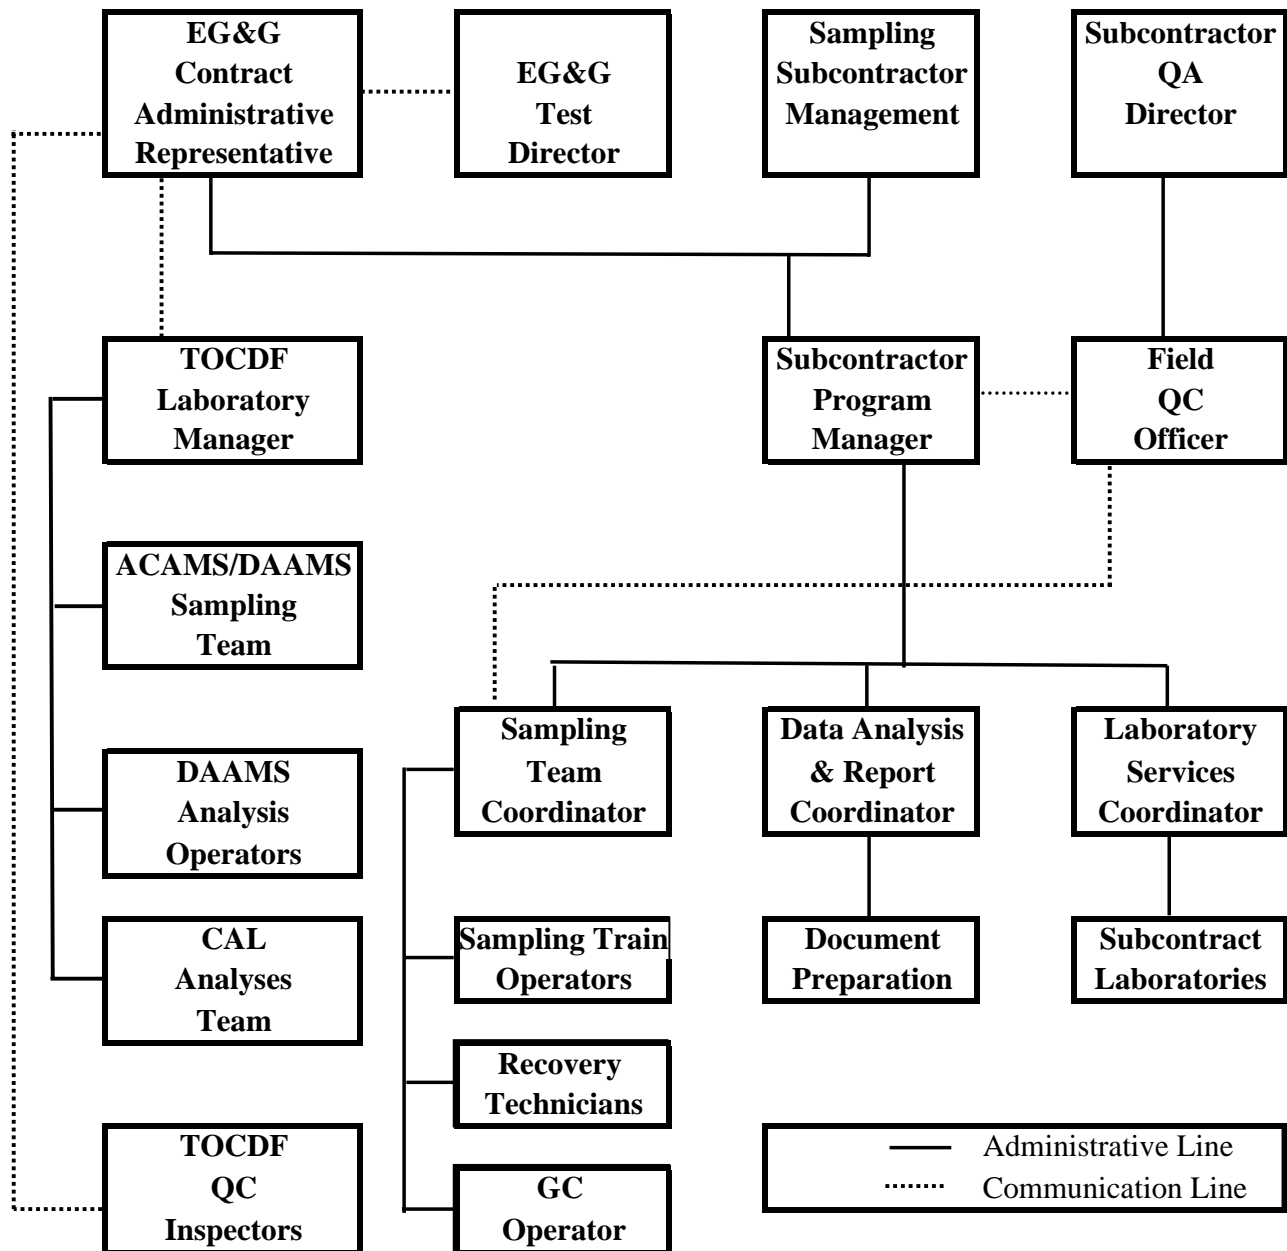 EG&G
Contract
Administrative
Representative
EG&G
Test
Director
Sampling
Subcontractor
Management
Subcontractor
QA
Director
TOCDF
Laboratory
Manager
Subcontractor
Program
Manager
Field
QC
Officer
ACAMS/DAAMS
Sampling
Team
DAAMS
Analysis
Operators
Sampling
Team
Coordinator
Data Analysis
& Report
Coordinator
Laboratory
Services
Coordinator
CAL
Analyses
Team
Sampling Train
Operators
Document
Preparation
Subcontract
Laboratories
Recovery
Technicians
TOCDF
QC
Inspectors
GC
Operator
Administrative Line
Communication Line